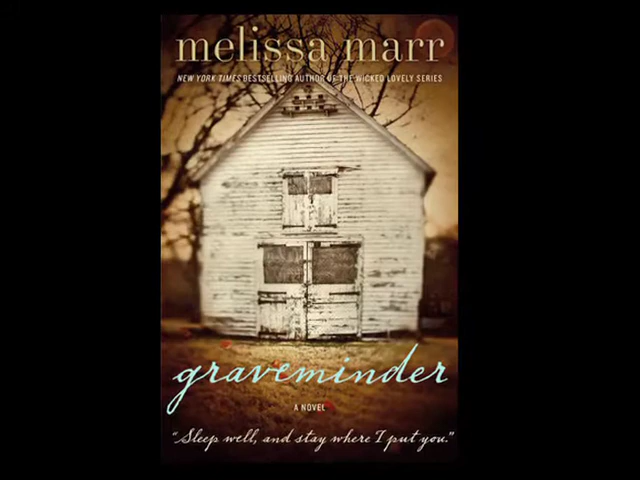 melissa marr
NEW YORK TIMES BESTSELLING AUTHOR OF THE WICKED LOVELY SERIES
graveminder
A NOVEL
“Sleep well, and stay where I put you.”